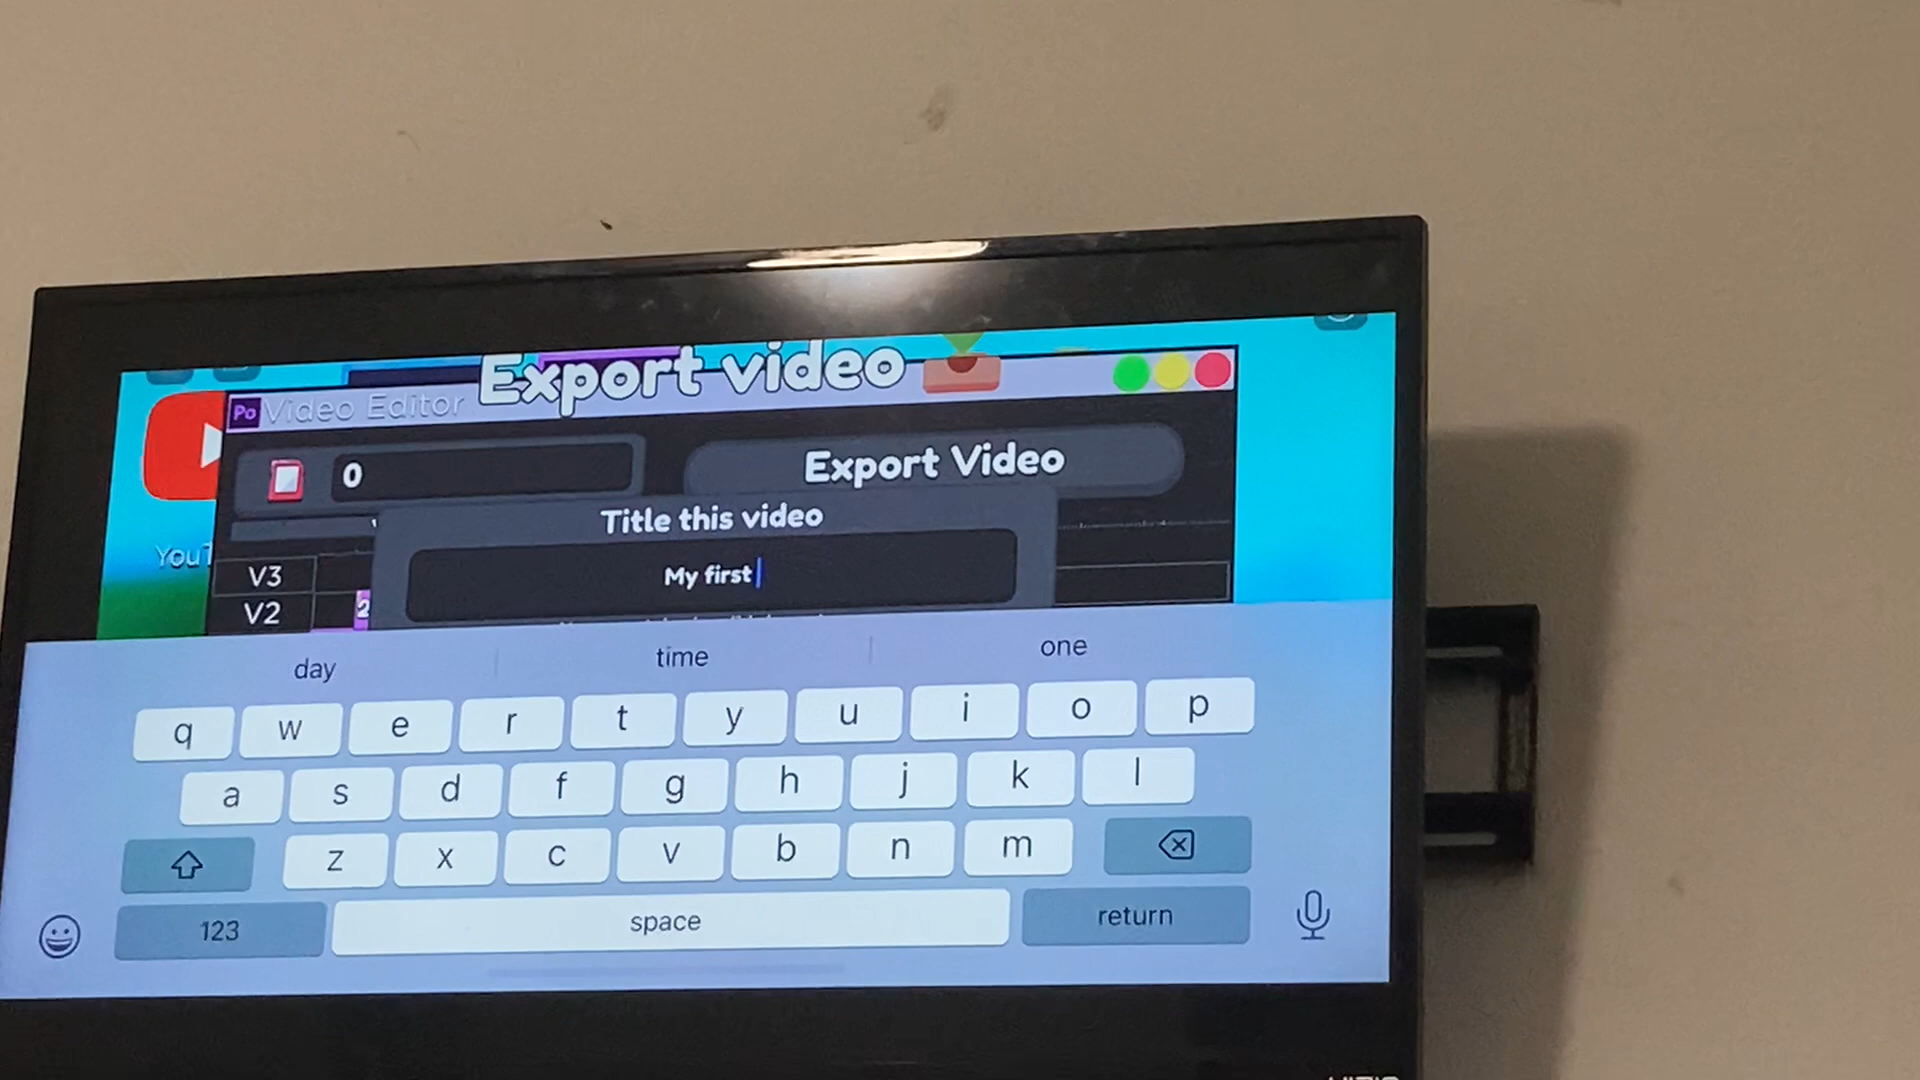 Export video
Po Video Editor
0
Export Video
Title this video
My first
V3
V2
2
day time one
q w e r t y u i o p
a s d f g h j k l
z x c v b n m
123 space return